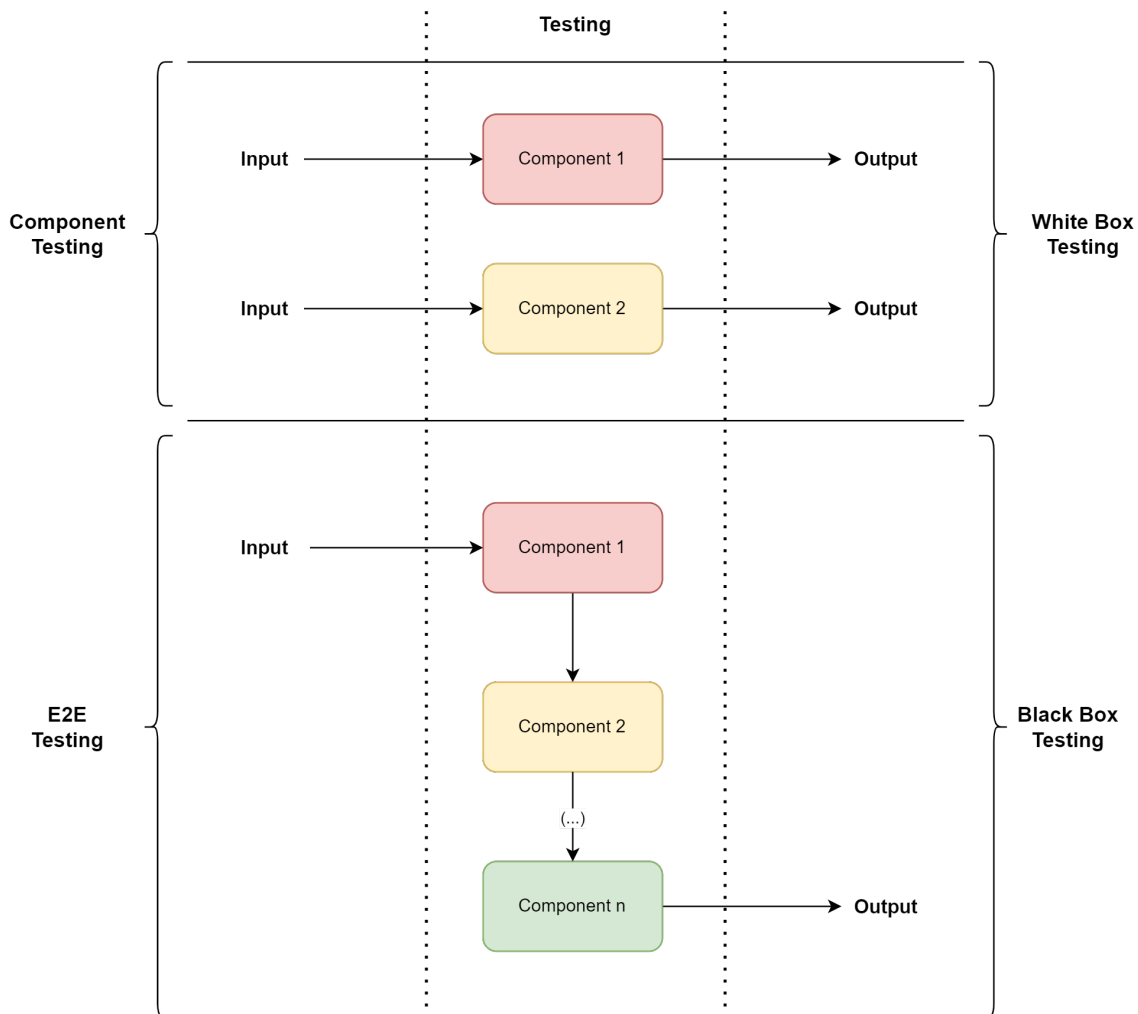 Testing
Input
Component 1
Output
Component
Testing
White Box
Testing
Input
Component 2
Output
Input
Component 1
E2E
Testing
Component 2
Black Box
Testing
(...)
Component n
Output